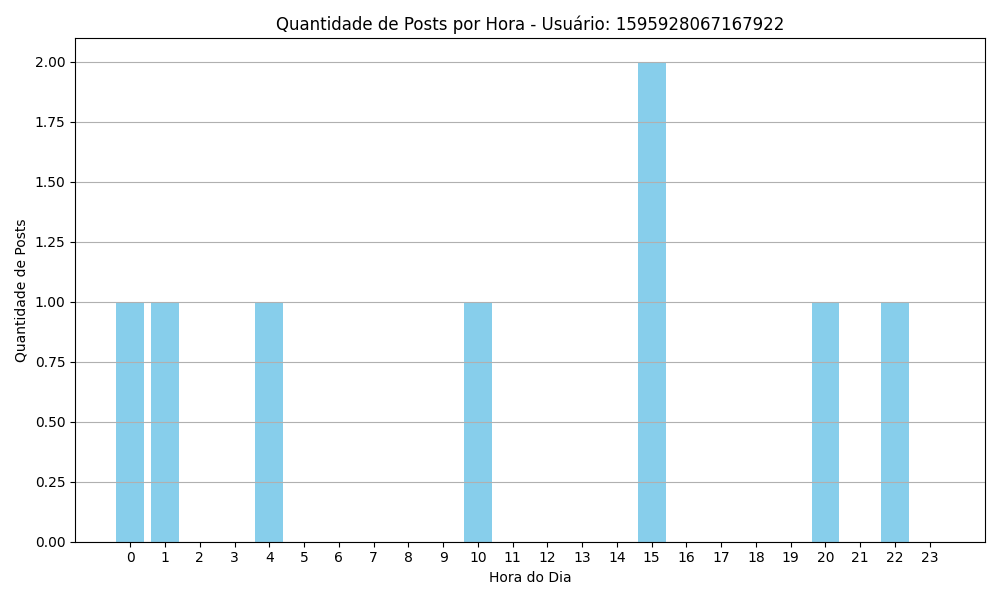 Quantidade de Posts por Hora - Usuário: 1595928067167922
Quantidade de Posts
2.00
1.75
1.50
1.25
1.00
0.75
0.50
0.25
0.00
0 1 2 3 4 5 6 7 8 9 10 11 12 13 14 15 16 17 18 19 20 21 22 23
Hora do Dia